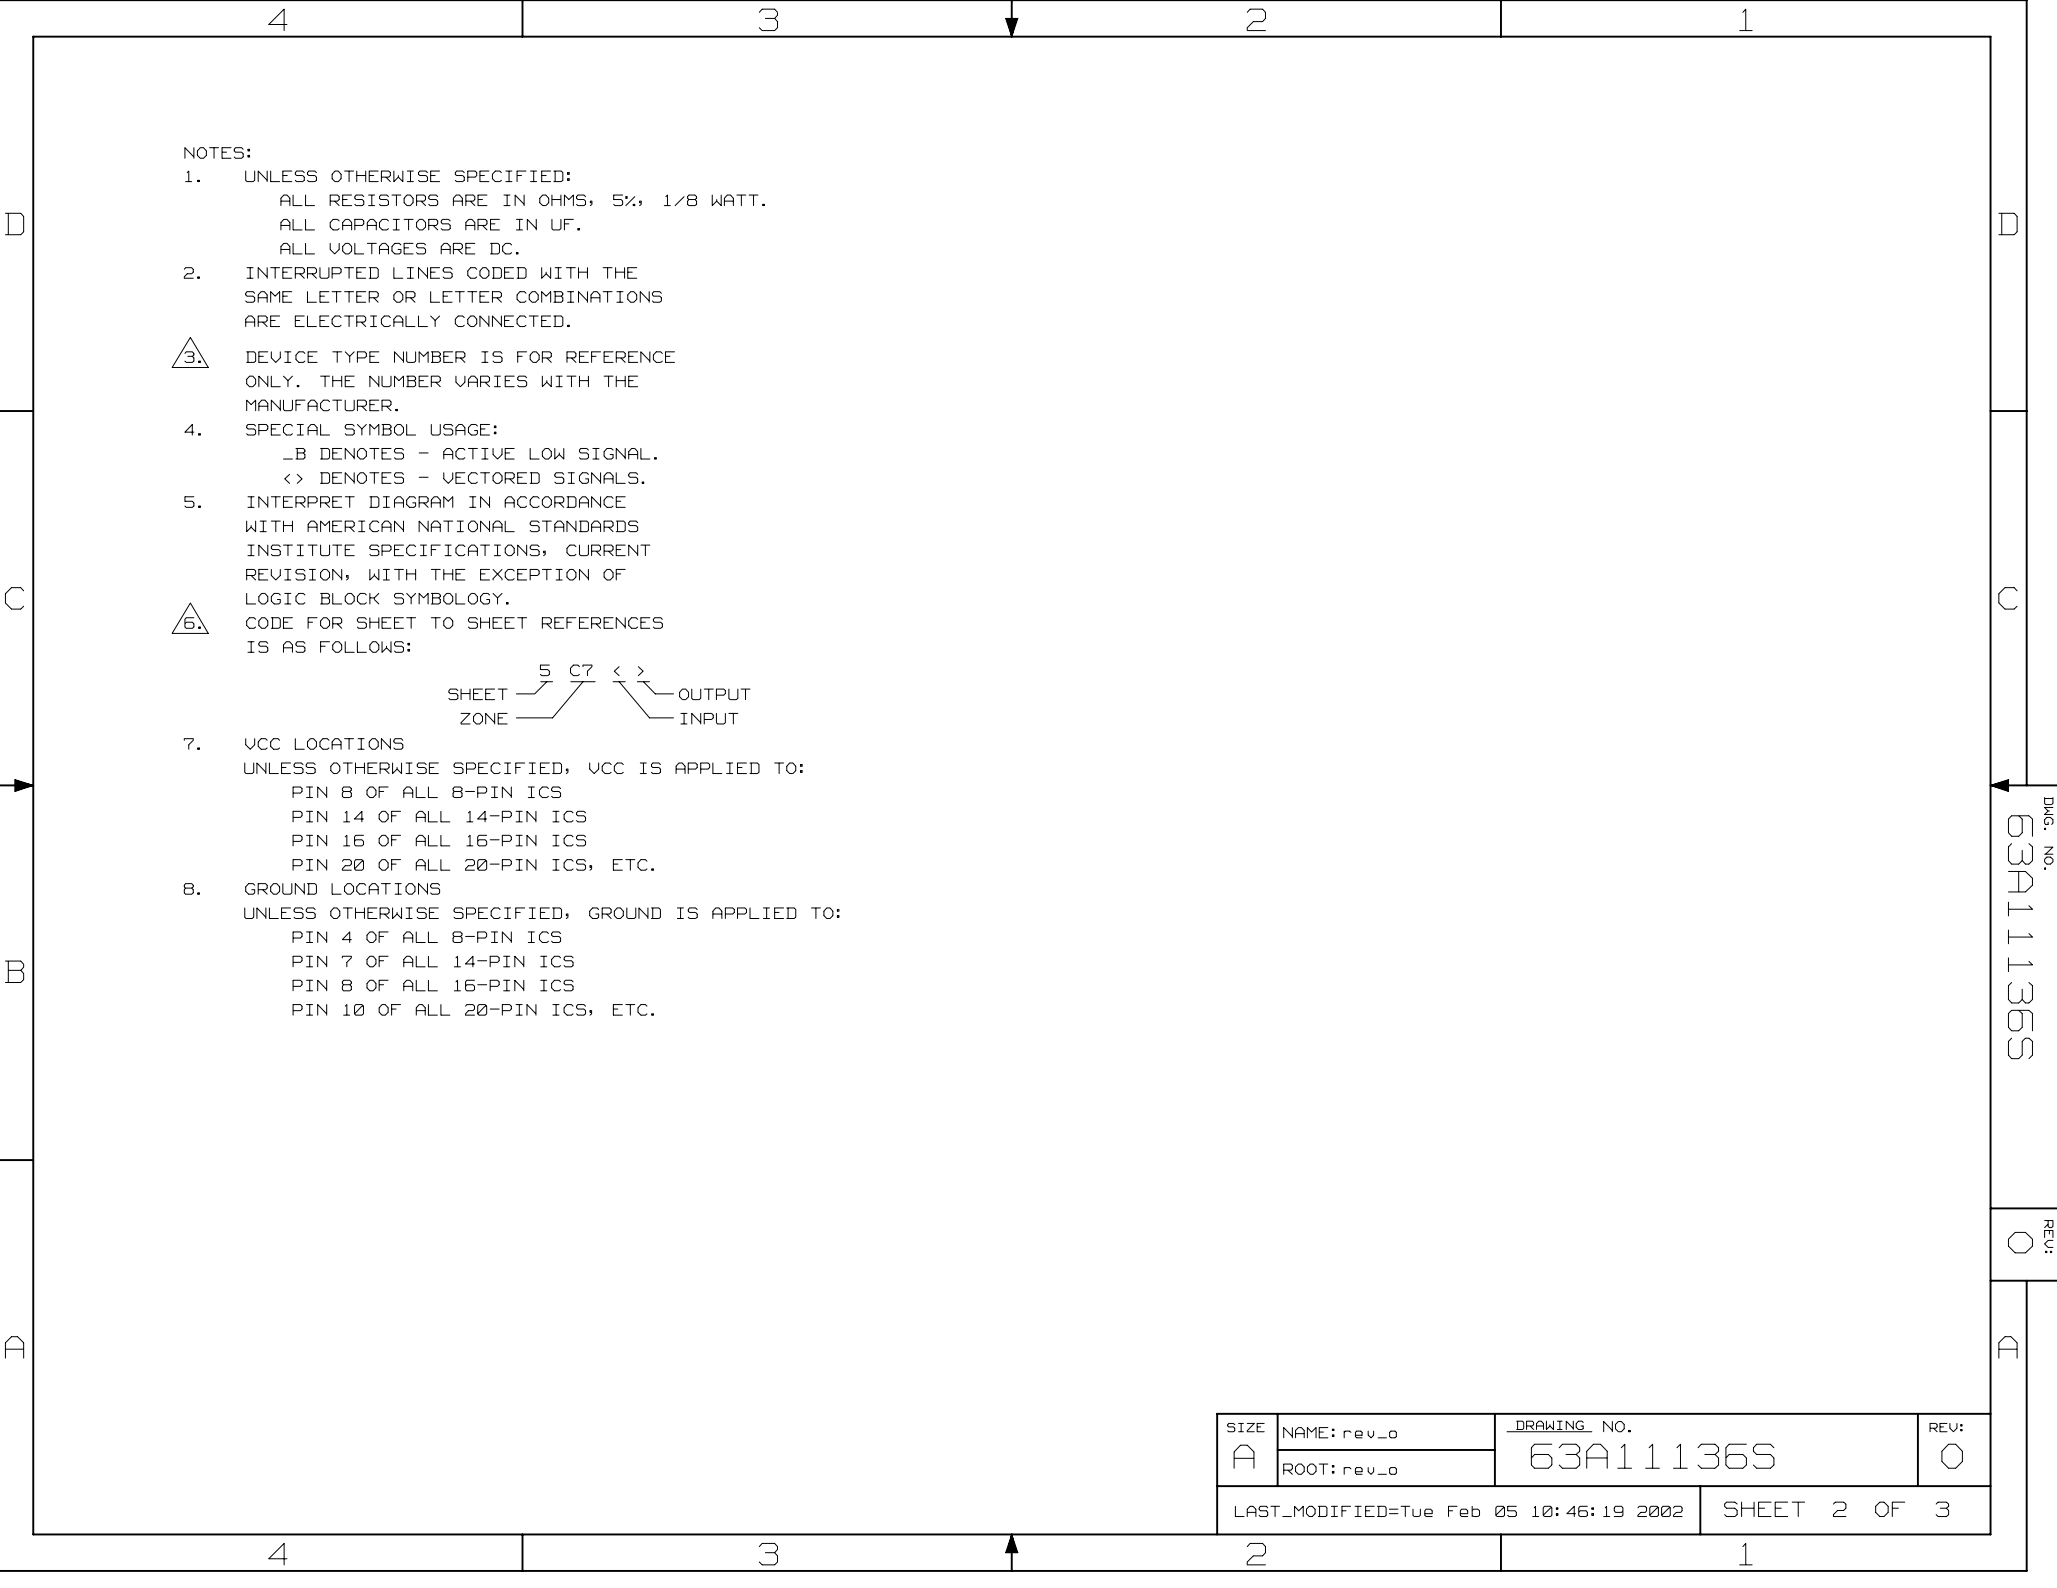 4 3 2 1
NOTES:
1. UNLESS OTHERWISE SPECIFIED:
ALL RESISTORS ARE IN OHMS, 5%, 1/8 WATT.
ALL CAPACITORS ARE IN UF.
ALL VOLTAGES ARE DC.
2. INTERRUPTED LINES CODED WITH THE
SAME LETTER OR LETTER COMBINATIONS
ARE ELECTRICALLY CONNECTED.
3. DEVICE TYPE NUMBER IS FOR REFERENCE
ONLY. THE NUMBER VARIES WITH THE
MANUFACTURER.
4. SPECIAL SYMBOL USAGE:
_B DENOTES - ACTIVE LOW SIGNAL.
<> DENOTES - VECTORED SIGNALS.
5. INTERPRET DIAGRAM IN ACCORDANCE
WITH AMERICAN NATIONAL STANDARDS
INSTITUTE SPECIFICATIONS, CURRENT
REVISION, WITH THE EXCEPTION OF
LOGIC BLOCK SYMBOLOGY.
6. CODE FOR SHEET TO SHEET REFERENCES
IS AS FOLLOWS:
5 C7 < >
SHEET OUTPUT
ZONE INPUT
7. VCC LOCATIONS
UNLESS OTHERWISE SPECIFIED, VCC IS APPLIED TO:
PIN 8 OF ALL 8-PIN ICS
PIN 14 OF ALL 14-PIN ICS
PIN 16 OF ALL 16-PIN ICS
PIN 20 OF ALL 20-PIN ICS, ETC.
8. GROUND LOCATIONS
UNLESS OTHERWISE SPECIFIED, GROUND IS APPLIED TO:
PIN 4 OF ALL 8-PIN ICS
PIN 7 OF ALL 14-PIN ICS
PIN 8 OF ALL 16-PIN ICS
PIN 10 OF ALL 20-PIN ICS, ETC.
D
C
B
A
D
C
DWG. NO.
63A11136S
REV:
O
A
SIZE
A
NAME: rev_o
ROOT: rev_o
DRAWING NO.
63A11136S
REV:
O
LAST_MODIFIED=Tue Feb 05 10:46:19 2002
SHEET 2 OF 3
4 3 2 1